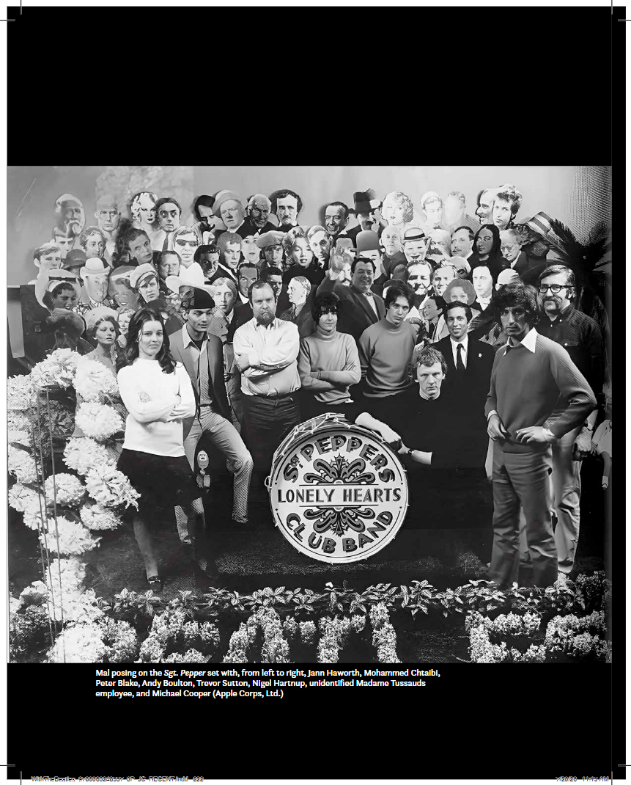 SGT. PEPPERS
LONELY HEARTS
CLUB BAND
Mal posing on the Sgt. Pepper set with, from left to right, Jann Haworth, Mohammed Chtaibi,
Peter Blake, Andy Boulton, Trevor Sutton, Nigel Hartnup, unidentified Madame Tussauds
employee, and Michael Cooper (Apple Corps, Ltd.)